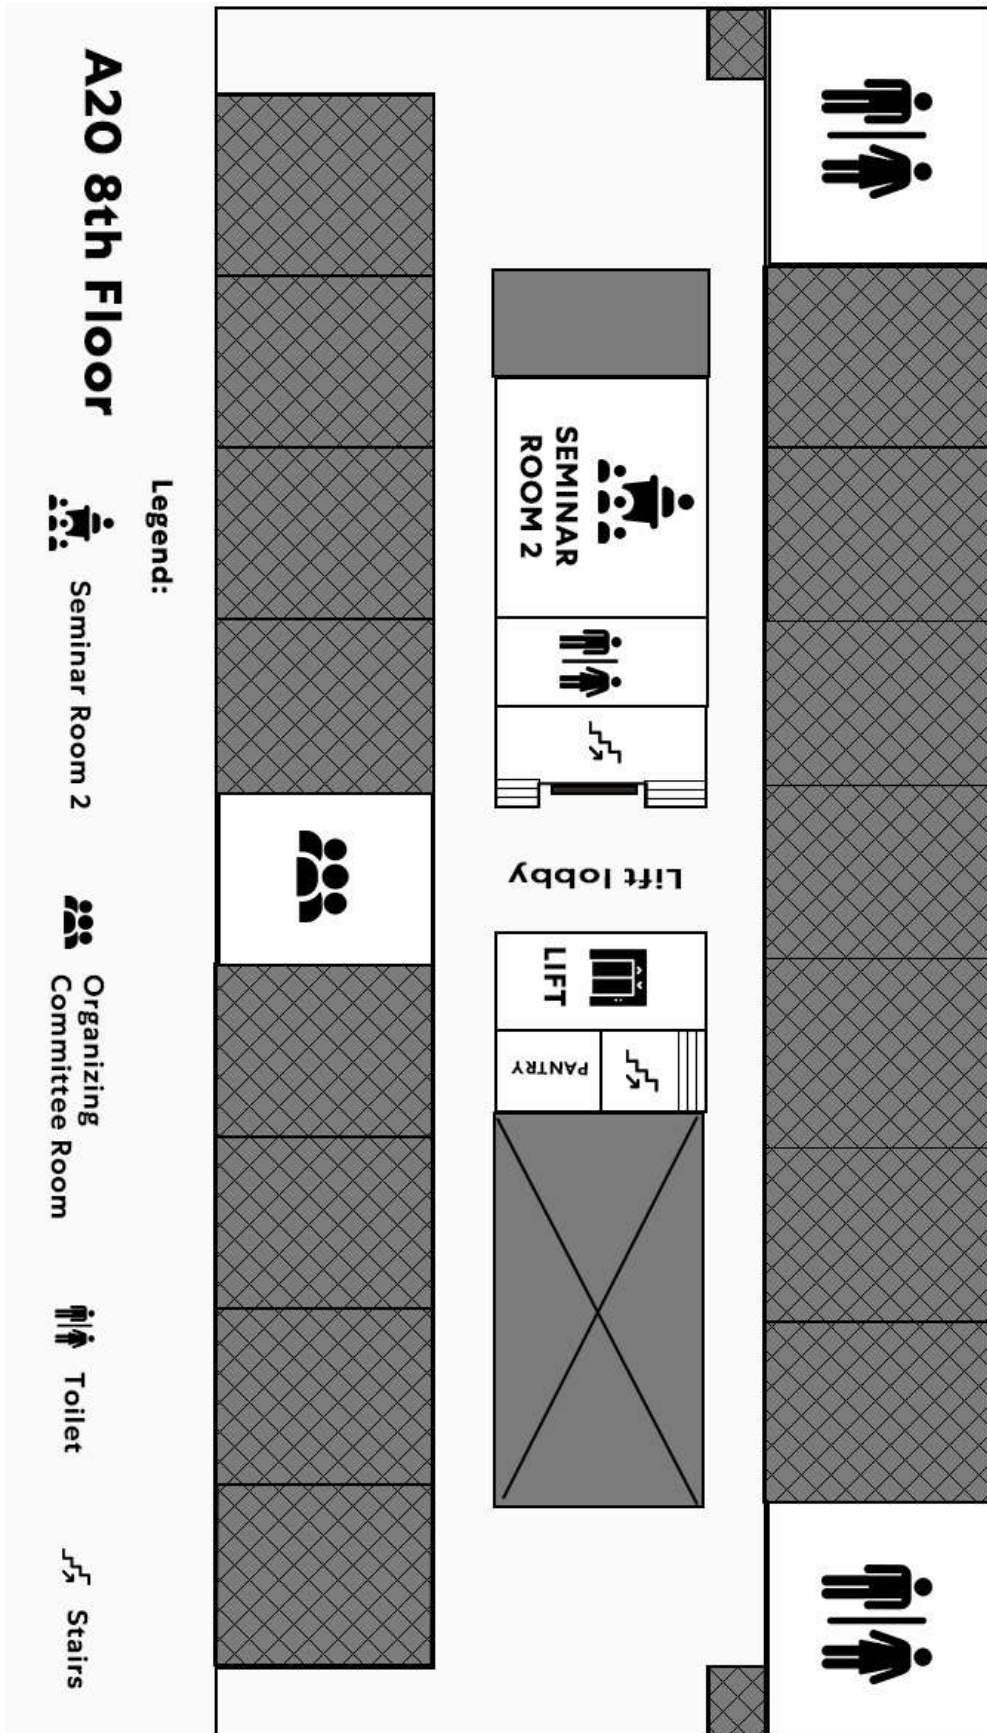 A20 8th Floor
SEMINAR
ROOM 2
Lift lobby
LIFT
PANTRY
Legend:
Seminar Room 2
Organizing
Committee Room
Toilet
Stairs